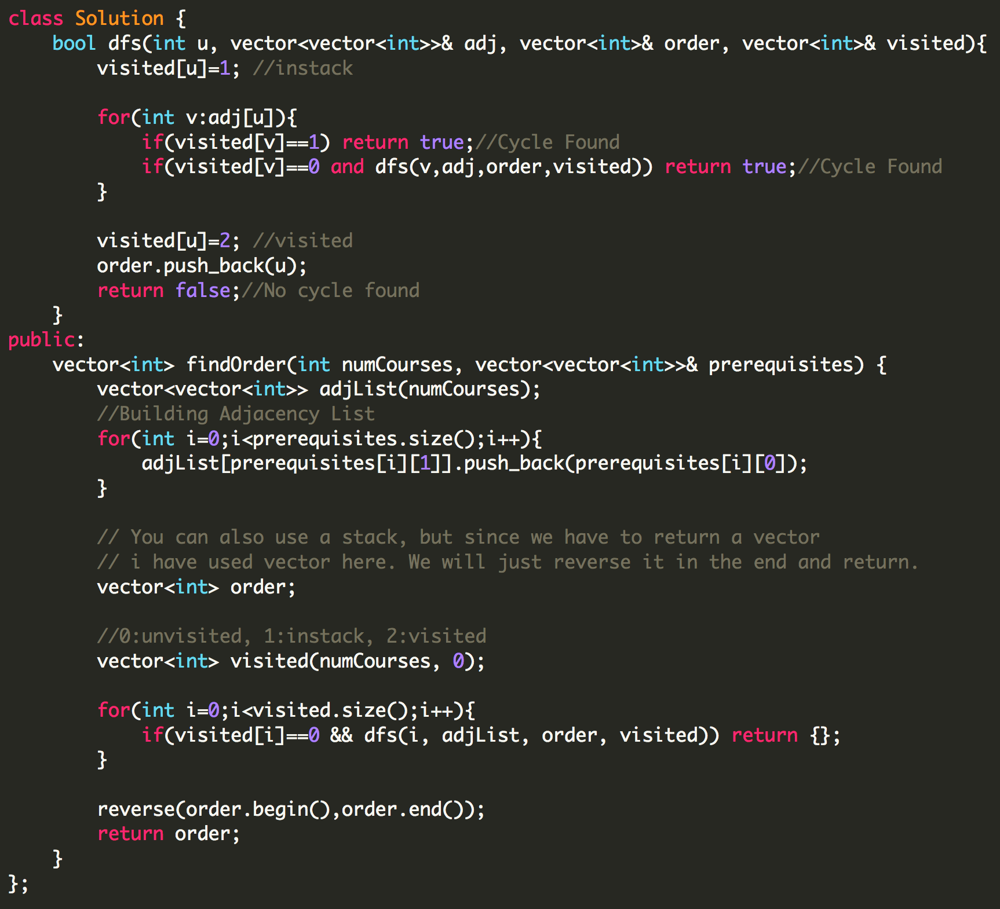 class Solution {
    bool dfs(int u, vector<vector<int>>& adj, vector<int>& order, vector<int>& visited){
        visited[u]=1; //instack

        for(int v:adj[u]){
            if(visited[v]==1) return true;//Cycle Found
            if(visited[v]==0 and dfs(v,adj,order,visited)) return true;//Cycle Found
        }

        visited[u]=2; //visited
        order.push_back(u);
        return false;//No cycle found
    }
public:
    vector<int> findOrder(int numCourses, vector<vector<int>>& prerequisites) {
        vector<vector<int>> adjList(numCourses);
        //Building Adjacency List
        for(int i=0;i<prerequisites.size();i++){
            adjList[prerequisites[i][1]].push_back(prerequisites[i][0]);
        }

        // You can also use a stack, but since we have to return a vector
        // i have used vector here. We will just reverse it in the end and return.
        vector<int> order;

        //0:unvisited, 1:instack, 2:visited
        vector<int> visited(numCourses, 0);

        for(int i=0;i<visited.size();i++){
            if(visited[i]==0 && dfs(i, adjList, order, visited)) return {};
        }

        reverse(order.begin(),order.end());
        return order;
    }
};